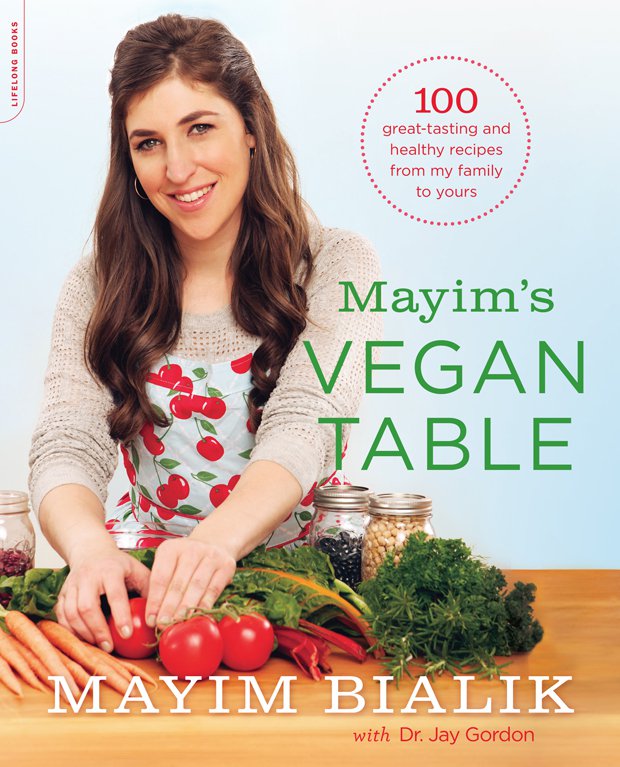 LIFELONG BOOKS
100
great-tasting and
healthy recipes
from my family
to yours
Mayim's
VEGAN
TABLE
MAYIM BIALIK
with Dr. Jay Gordon